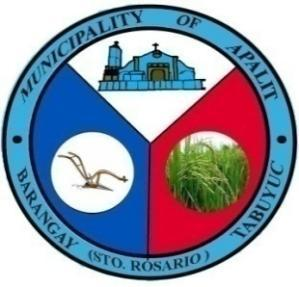 MUNICIPALITY OF APALIT
BARANGAY (STO. ROSARIO) TABUYUC